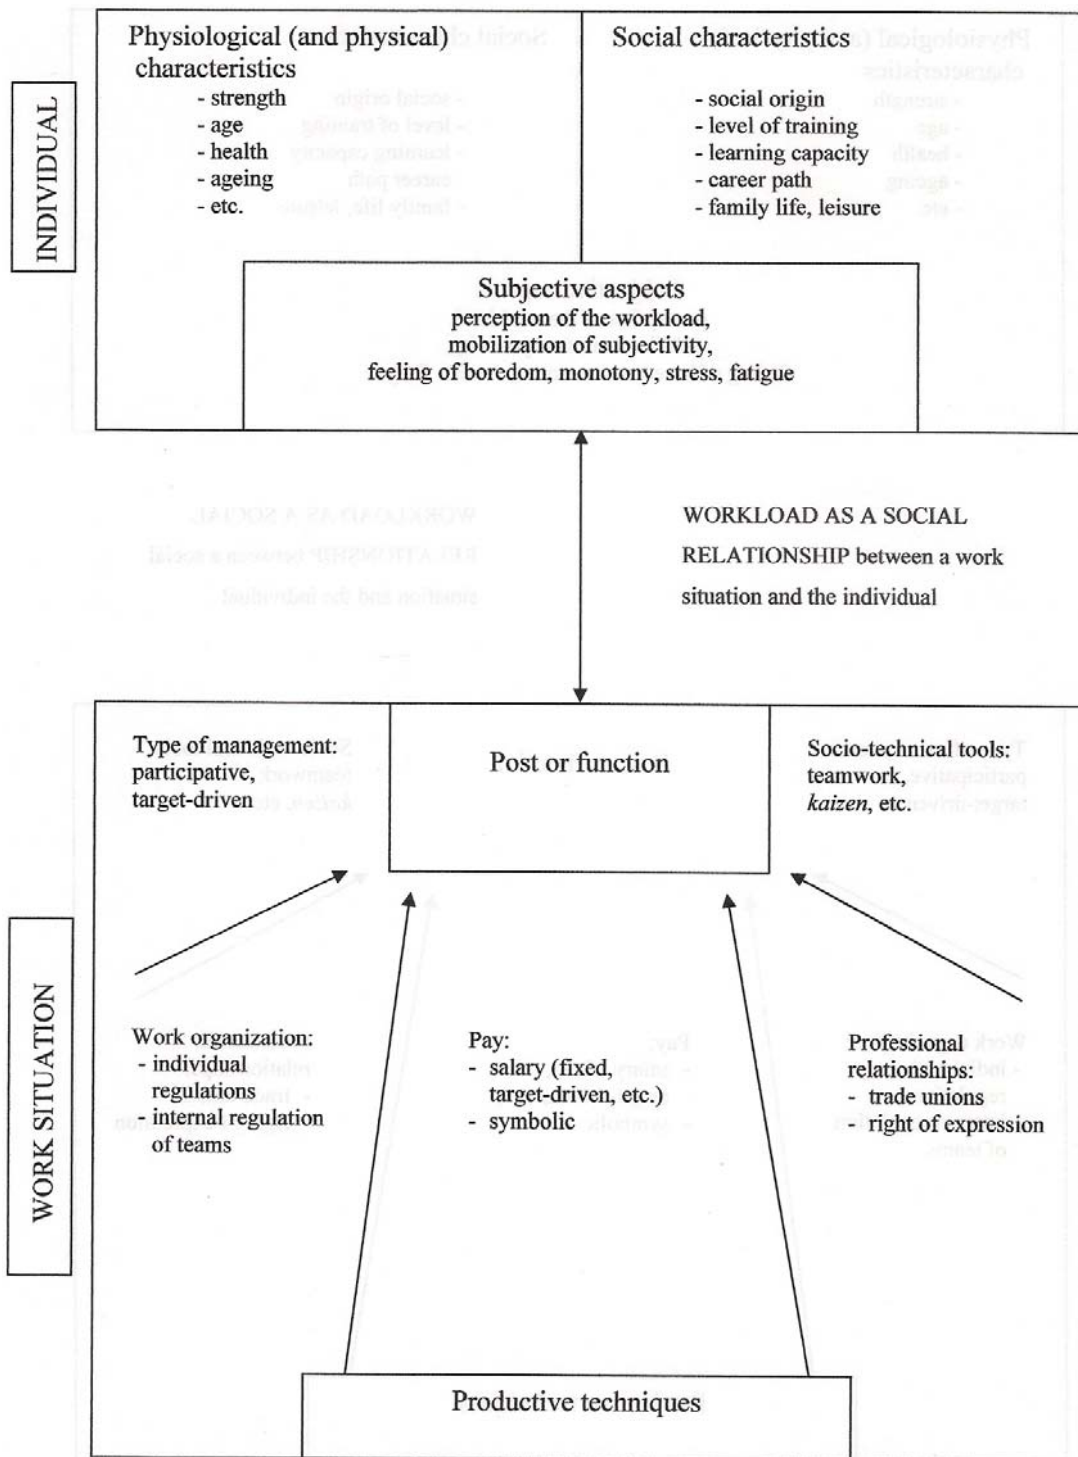 INDIVIDUAL
Physiological (and physical)
characteristics
- strength
- age
- health
- ageing
- etc.
Social characteristics
- social origin
- level of training
- learning capacity
- career path
- family life, leisure
Subjective aspects
perception of the workload,
mobilization of subjectivity,
feeling of boredom, monotony, stress, fatigue
WORKLOAD AS A SOCIAL
RELATIONSHIP between a work
situation and the individual
WORK SITUATION
Type of management:
participative,
target-driven
Post or function
Socio-technical tools:
teamwork,
kaizen, etc.
Work organization:
- individual
regulations
- internal regulation
of teams
Pay:
- salary (fixed,
target-driven, etc.)
- symbolic
Professional
relationships:
- trade unions
- right of expression
Productive techniques